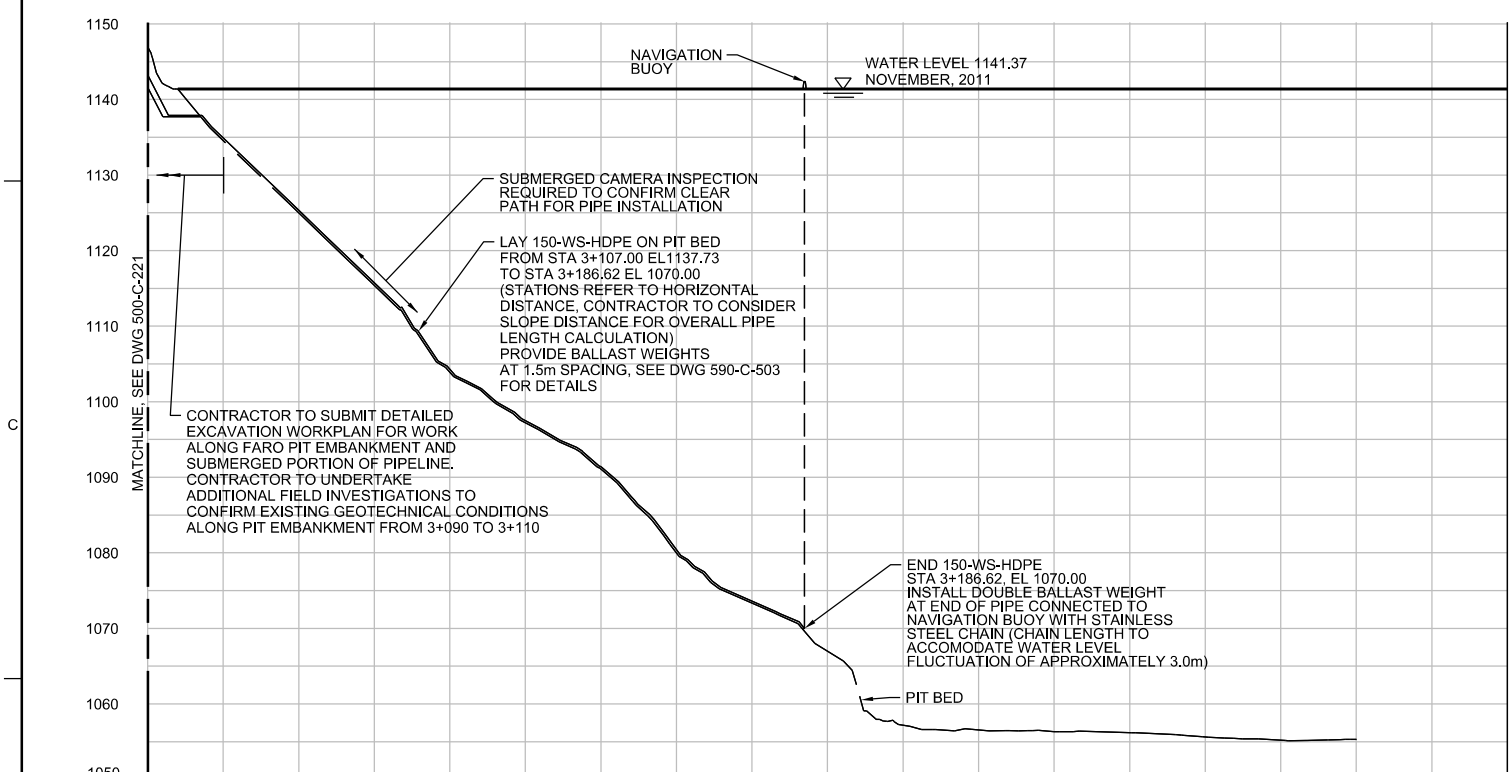 1150
1140
1130
1120
1110
1100
1090
1080
1070
1060
1050
C
MATCHLINE, SEE DWG 500-C-221
NAVIGATION
BUOY
WATER LEVEL 1141.37
NOVEMBER, 2011
SUBMERGED CAMERA INSPECTION
REQUIRED TO CONFIRM CLEAR
PATH FOR PIPE INSTALLATION
LAY 150-WS-HDPE ON PIT BED
FROM STA 3+107.00 EL1137.73
TO STA 3+186.62 EL 1070.00
(STATIONS REFER TO HORIZONTAL
DISTANCE, CONTRACTOR TO CONSIDER
SLOPE DISTANCE FOR OVERALL PIPE
LENGTH CALCULATION)
PROVIDE BALLAST WEIGHTS
AT 1.5m SPACING, SEE DWG 590-C-503
FOR DETAILS
CONTRACTOR TO SUBMIT DETAILED
EXCAVATION WORKPLAN FOR WORK
ALONG FARO PIT EMBANKMENT AND
SUBMERGED PORTION OF PIPELINE.
CONTRACTOR TO UNDERTAKE
ADDITIONAL FIELD INVESTIGATIONS TO
CONFIRM EXISTING GEOTECHNICAL CONDITIONS
ALONG PIT EMBANKMENT FROM 3+090 TO 3+110
END 150-WS-HDPE
STA 3+186.62, EL 1070.00
INSTALL DOUBLE BALLAST WEIGHT
AT END OF PIPE CONNECTED TO
NAVIGATION BUOY WITH STAINLESS
STEEL CHAIN (CHAIN LENGTH TO
ACCOMODATE WATER LEVEL
FLUCTUATION OF APPROXIMATELY 3.0m)
PIT BED